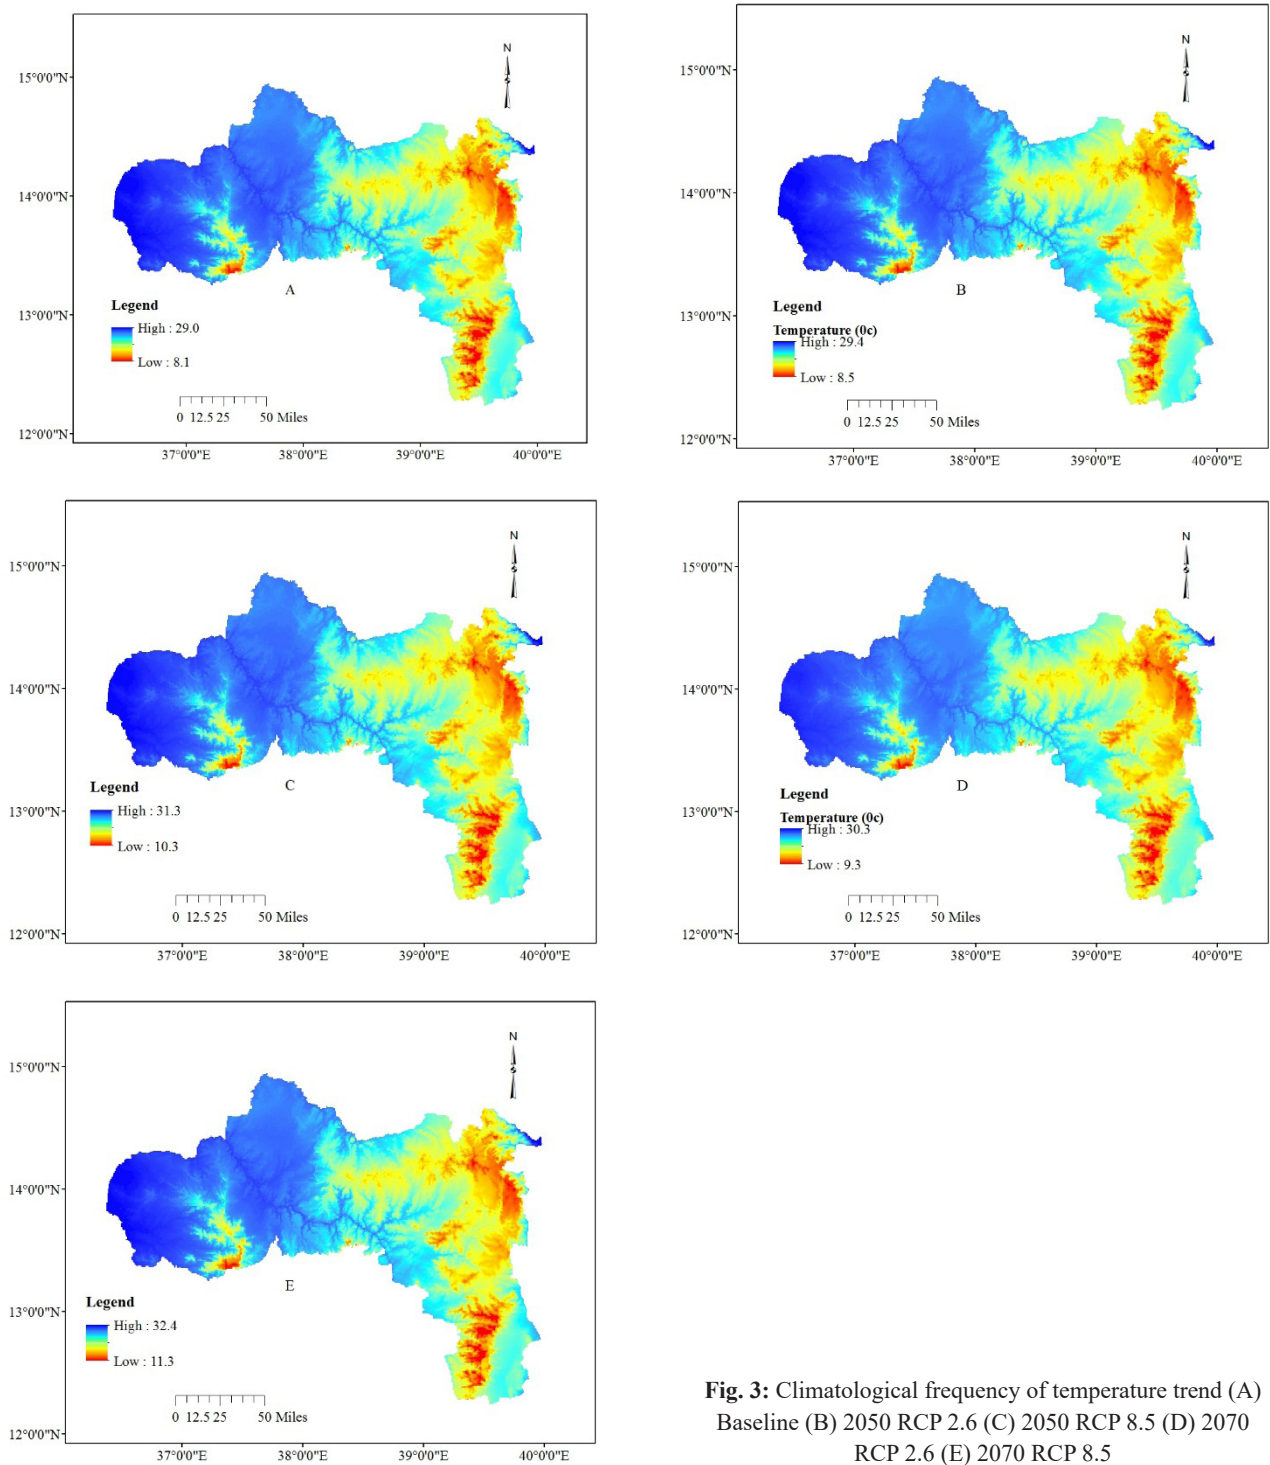 N
15°0'0"N
14°0'0"N
13°0'0"N
12°0'0"N
A
Legend
High : 29.0
Low : 8.1
0 12.5 25 50 Miles
37°0'0"E 38°0'0"E 39°0'0"E 40°0'0"E
N
15°0'0"N
14°0'0"N
13°0'0"N
12°0'0"N
B
Legend
Temperature (0c)
High : 29.4
Low : 8.5
0 12.5 25 50 Miles
37°0'0"E 38°0'0"E 39°0'0"E 40°0'0"E
N
15°0'0"N
14°0'0"N
13°0'0"N
12°0'0"N
C
Legend
High : 31.3
Low : 10.3
0 12.5 25 50 Miles
37°0'0"E 38°0'0"E 39°0'0"E 40°0'0"E
N
15°0'0"N
14°0'0"N
13°0'0"N
12°0'0"N
D
Legend
Temperature (0c)
High : 30.3
Low : 9.3
0 12.5 25 50 Miles
37°0'0"E 38°0'0"E 39°0'0"E 40°0'0"E
N
15°0'0"N
14°0'0"N
13°0'0"N
12°0'0"N
E
Legend
High : 32.4
Low : 11.3
0 12.5 25 50 Miles
37°0'0"E 38°0'0"E 39°0'0"E 40°0'0"E
Fig. 3: Climatological frequency of temperature trend (A)
Baseline (B) 2050 RCP 2.6 (C) 2050 RCP 8.5 (D) 2070
RCP 2.6 (E) 2070 RCP 8.5